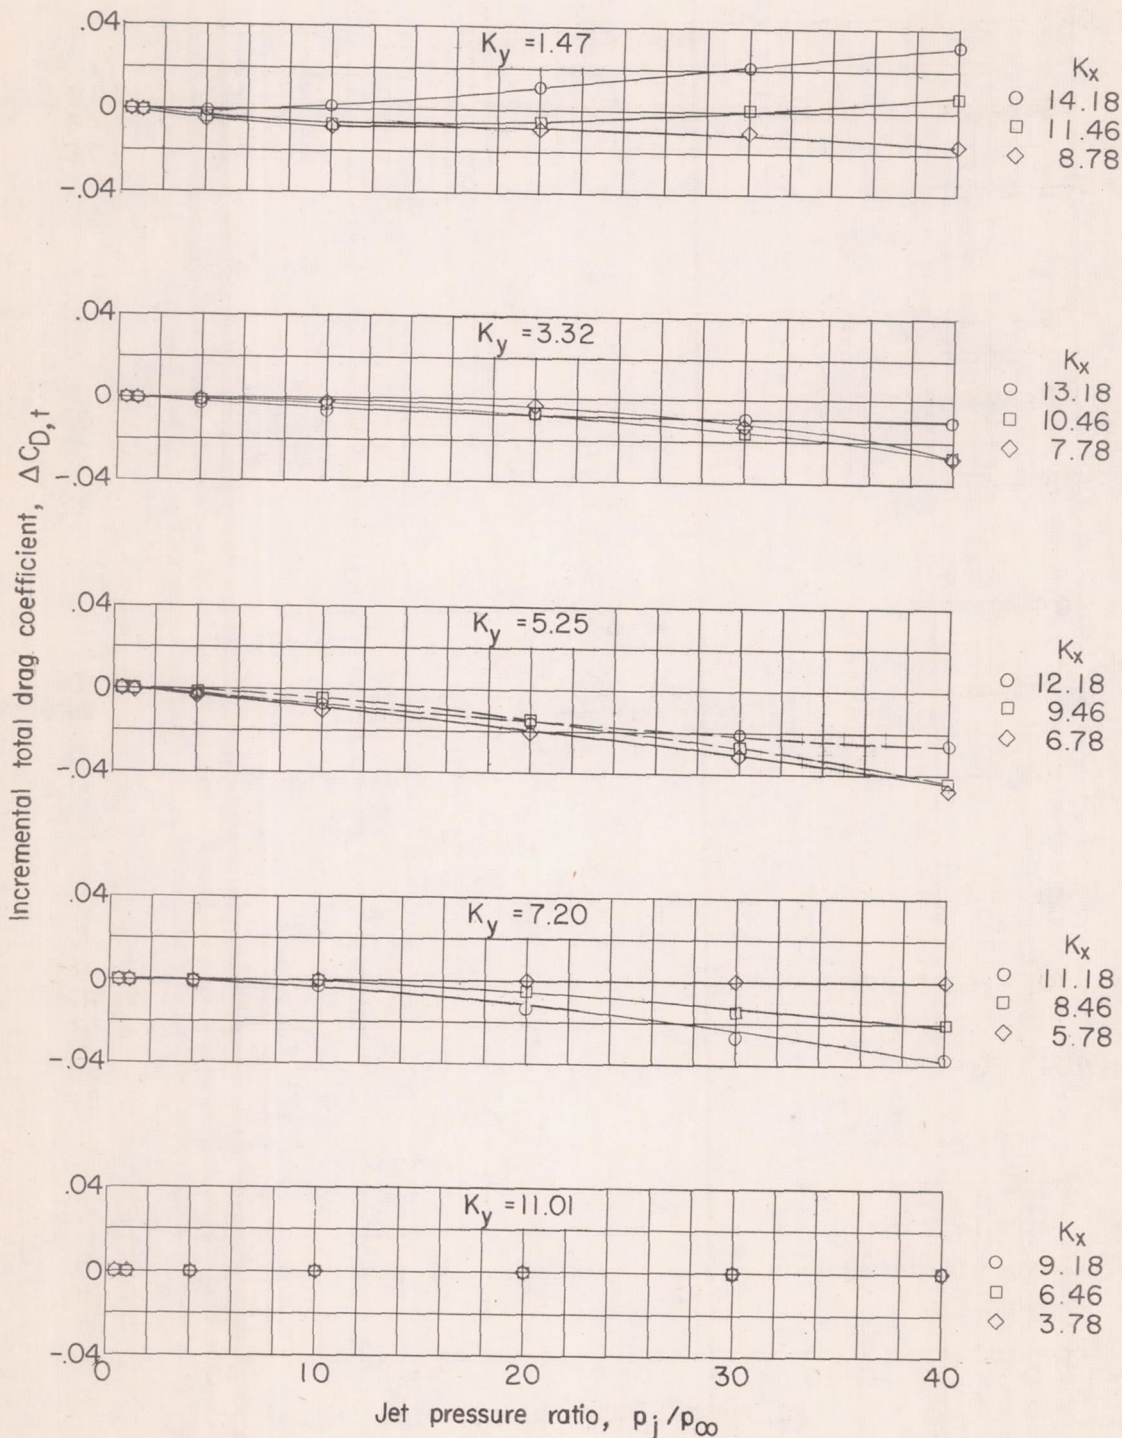 .04
0
-.04
Ky = 1.47
Kx
14.18
11.46
8.78
.04
0
-.04
Ky = 3.32
Kx
13.18
10.46
7.78
Incremental total drag coefficient, ΔCD,t
.04
0
-.04
Ky = 5.25
Kx
12.18
9.46
6.78
.04
0
-.04
Ky = 7.20
Kx
11.18
8.46
5.78
.04
0
-.04
Ky = 11.01
Kx
9.18
6.46
3.78
0 10 20 30 40
Jet pressure ratio, pj/p∞